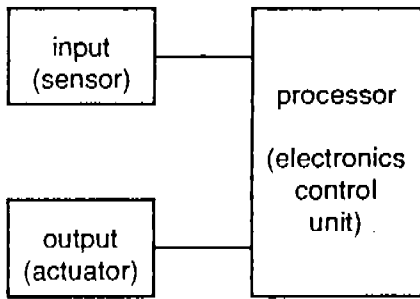 input
(sensor)
processor
(electronics
control
unit)
output
(actuator)